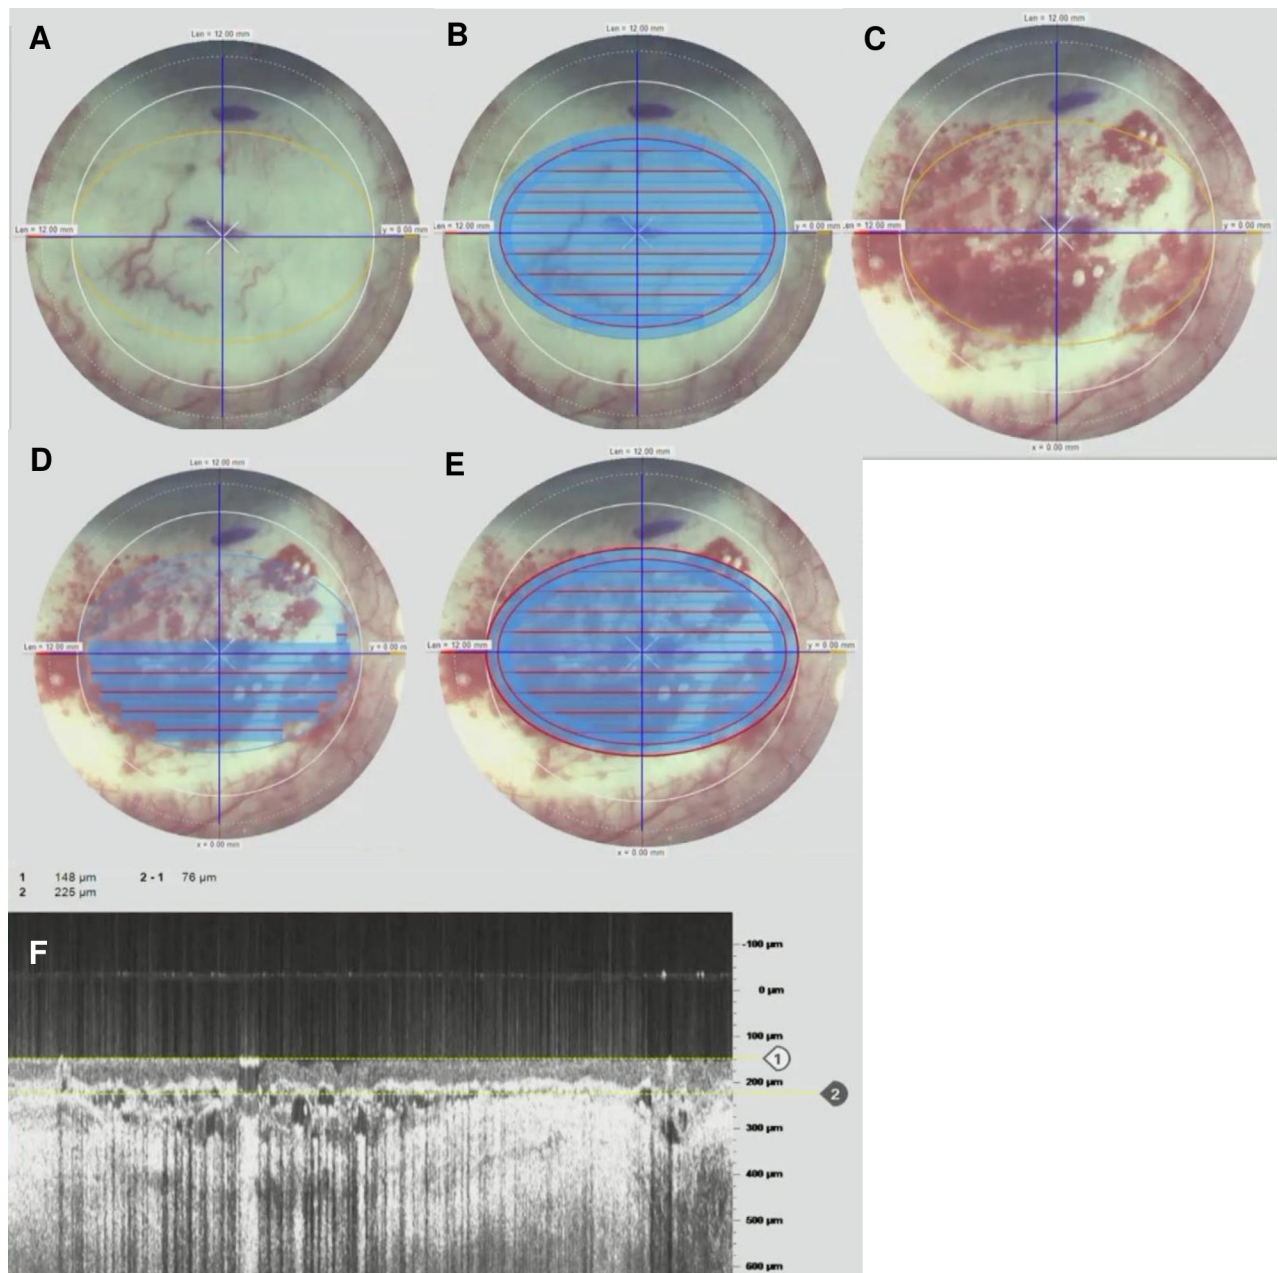 A
B
C
Len = 12.00 mm
Len = 12.00 mm
Len = 12.00 mm
Len = 12.00 mm
y = 0.00 mm
Len = 12.00 mm
y = 0.00 mm
Len = 12.00 mm
y = 0.00 mm
x = 0.00 mm
D
E
Len = 12.00 mm
Len = 12.00 mm
Len = 12.00 mm
y = 0.00 m
Len = 12.00 mm
y = 0.00 mm
x = 0.00 mm
x = 0.00 mm
1 148 µm 2 - 1 76 µm
2 225 µm
F
-100 µm
0 µm
100 µm
1
200 µm
2
300 µm
400 µm
500 µm
600 µm